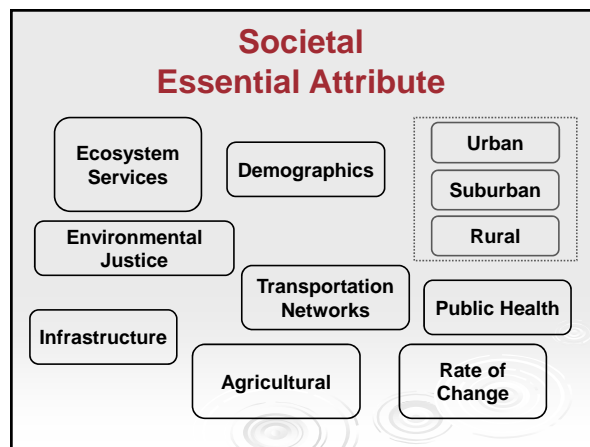 Societal
Essential Attribute
Ecosystem
Services
Demographics
Urban
Suburban
Rural
Environmental
Justice
Transportation
Networks
Public Health
Infrastructure
Agricultural
Rate of
Change